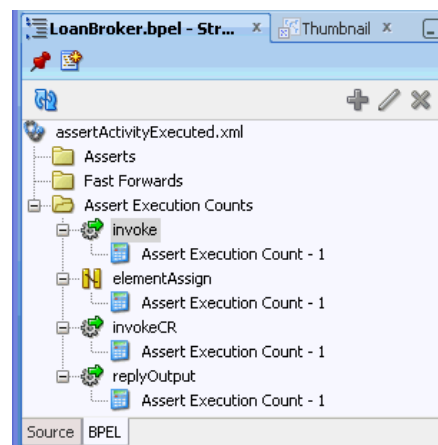 LoanBroker.bpel - Str... x Thumbnail x
assertActivityExecuted.xml
Asserts
Fast Forwards
Assert Execution Counts
invoke
Assert Execution Count - 1
elementAssign
Assert Execution Count - 1
invokeCR
Assert Execution Count - 1
replyOutput
Assert Execution Count - 1
Source BPEL